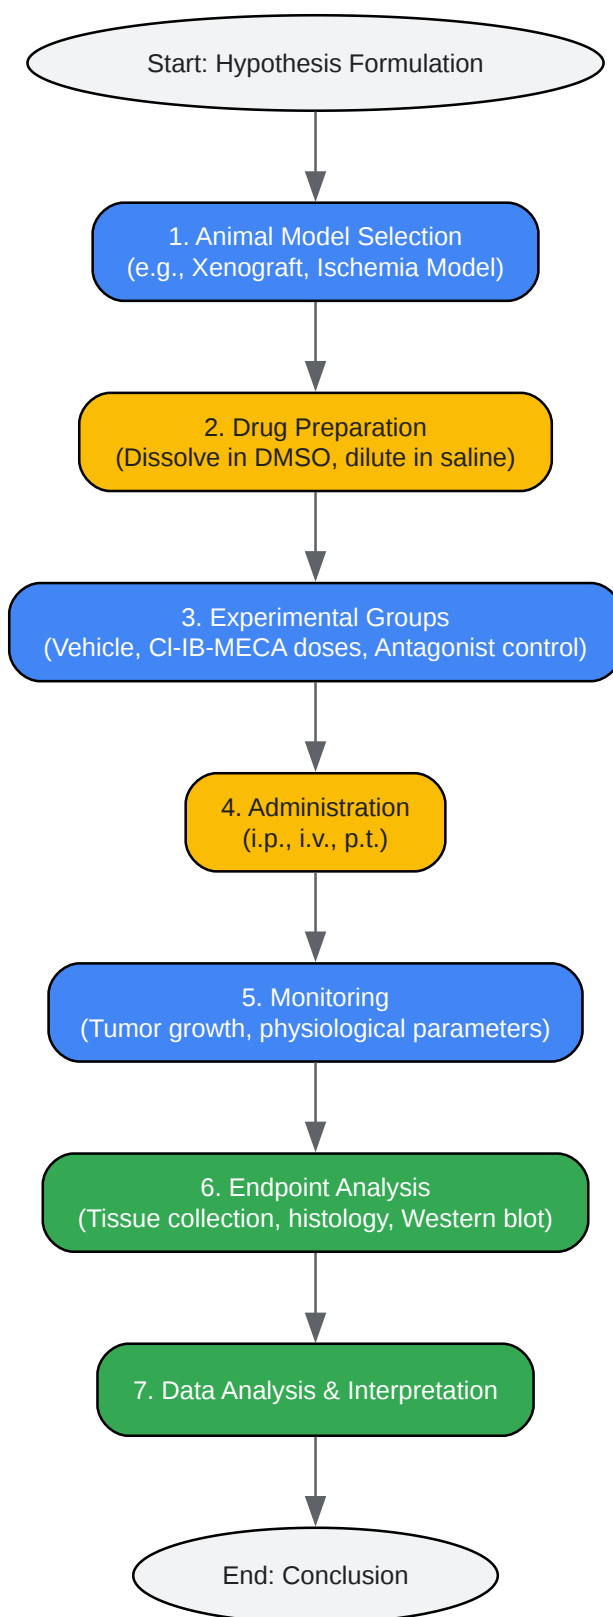 Start: Hypothesis Formulation
1. Animal Model Selection
(e.g., Xenograft, Ischemia Model)
2. Drug Preparation
(Dissolve in DMSO, dilute in saline)
3. Experimental Groups
(Vehicle, Cl-IB-MECA doses, Antagonist control)
4. Administration
(i.p., i.v., p.t.)
5. Monitoring
(Tumor growth, physiological parameters)
6. Endpoint Analysis
(Tissue collection, histology, Western blot)
7. Data Analysis & Interpretation
End: Conclusion